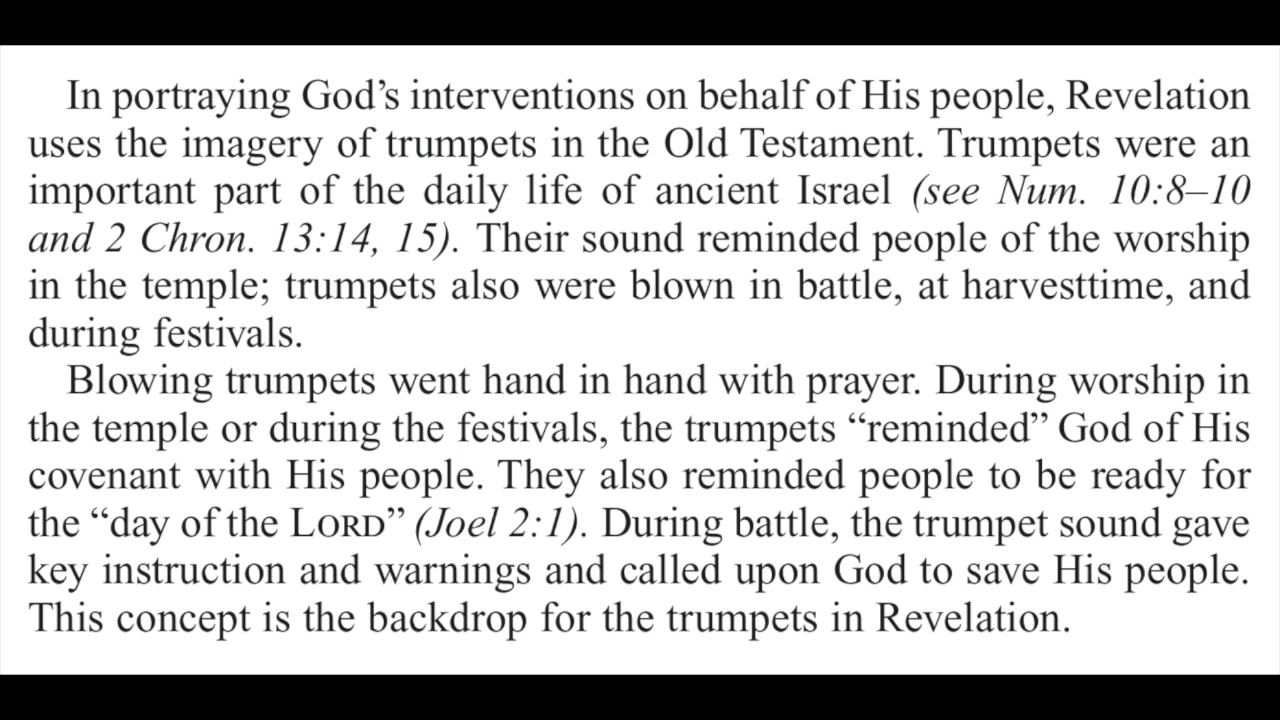 In portraying God’s interventions on behalf of His people, Revelation
uses the imagery of trumpets in the Old Testament. Trumpets were an
important part of the daily life of ancient Israel (see Num. 10:8–10
and 2 Chron. 13:14, 15). Their sound reminded people of the worship
in the temple; trumpets also were blown in battle, at harvesttime, and
during festivals.
Blowing trumpets went hand in hand with prayer. During worship in
the temple or during the festivals, the trumpets “reminded” God of His
covenant with His people. They also reminded people to be ready for
the “day of the LORD” (Joel 2:1). During battle, the trumpet sound gave
key instruction and warnings and called upon God to save His people.
This concept is the backdrop for the trumpets in Revelation.